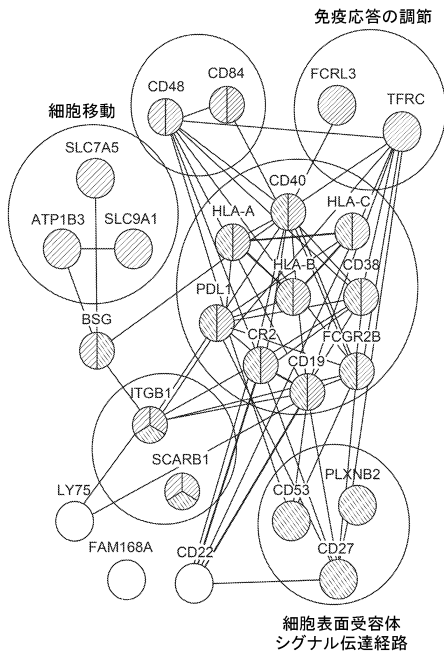 免疫応答の調節
CD48
CD84
FCRL3
TFRC
細胞移動
SLC7A5
ATP1B3
SLC9A1
CD40
HLA-A
HLA-C
HLA-B
CD38
BSG
PDL1
CR2
FCGR2B
CD19
ITGB1
SCARB1
LY75
CD53
PLXNB2
FAM168A
CD22
CD27
細胞表面受容体
シグナル伝達経路